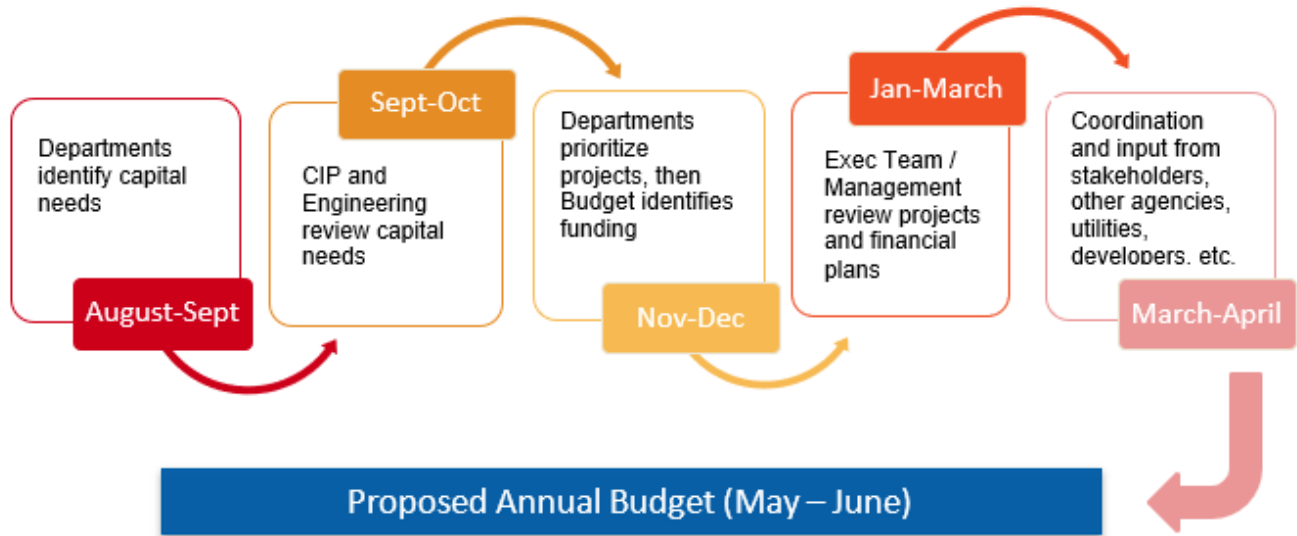 Departments
identify capital
needs
August-Sept
Sept-Oct
CIP and
Engineering
review capital
needs
Departments
prioritize
projects, then
Budget identifies
funding
Nov-Dec
Jan-March
Exec Team /
Management
review projects
and financial
plans
Coordination
and input from
stakeholders,
other agencies,
utilities,
developers, etc.
March-April
Proposed Annual Budget (May – June)